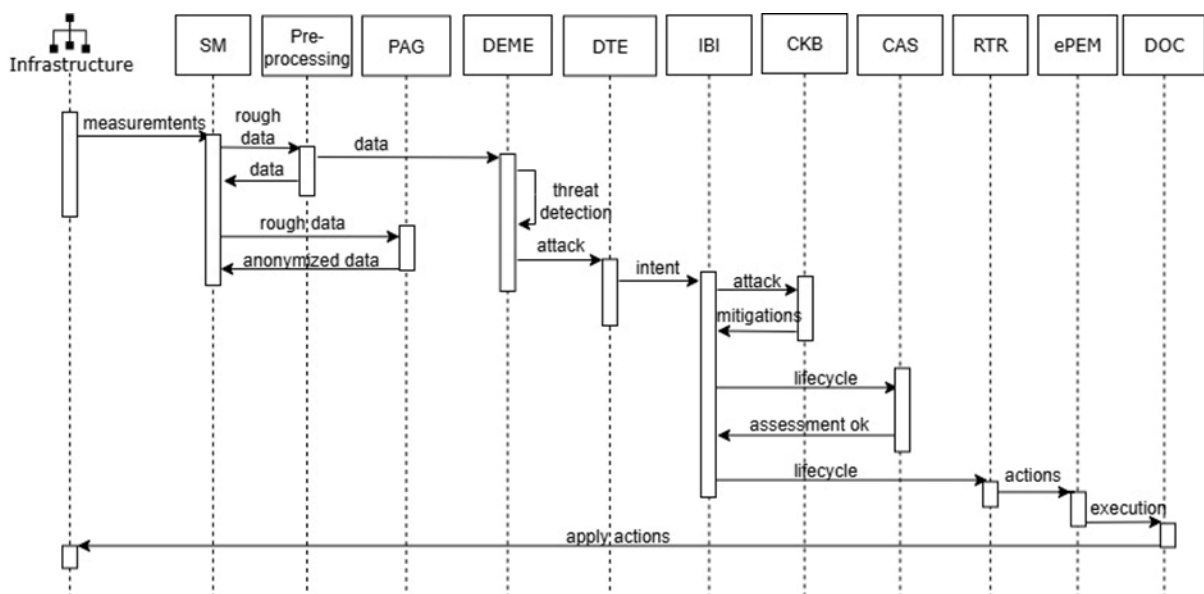 Infrastructure
SM
Pre-
processing
PAG
DEME
DTE
IBI
CKB
CAS
RTR
ePEM
DOC
measuremtents
rough
data
data
data
threat
detection
rough data
anonymized data
attack
intent
attack
mitigations
lifecycle
assessment ok
lifecycle
actions
execution
apply actions